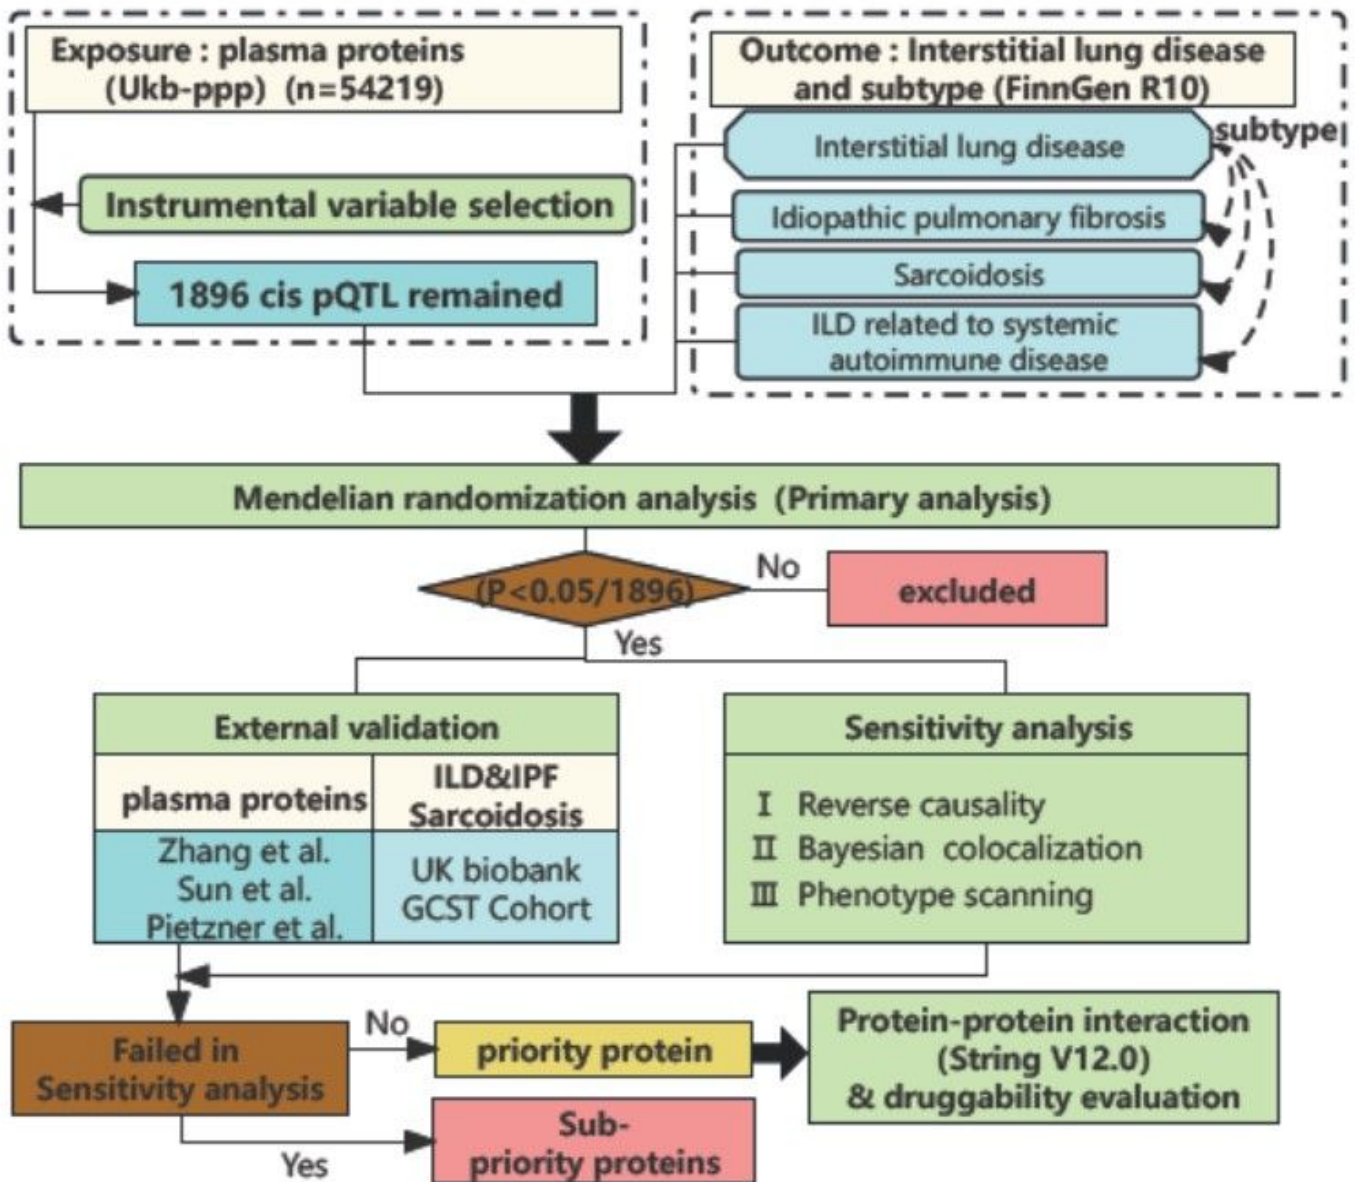 Exposure : plasma proteins
(Ukb-ppp) (n=54219)
Instrumental variable selection
1896 cis pQTL remained
Outcome : Interstitial lung disease
and subtype (FinnGen R10)
subtype
Interstitial lung disease
Idiopathic pulmonary fibrosis
Sarcoidosis
ILD related to systemic
autoimmune disease
Mendelian randomization analysis (Primary analysis)
(P<0.05/1896)
No
excluded
Yes
External validation
plasma proteins
ILD&IPF
Sarcoidosis
Zhang et al.
Sun et al.
Pietzner et al.
UK biobank
GCST Cohort
Sensitivity analysis
Ⅰ Reverse causality
Ⅱ Bayesian colocalization
Ⅲ Phenotype scanning
Failed in
Sensitivity analysis
No
priority protein
Protein-protein interaction
(String V12.0)
& druggability evaluation
Yes
Sub-
priority proteins